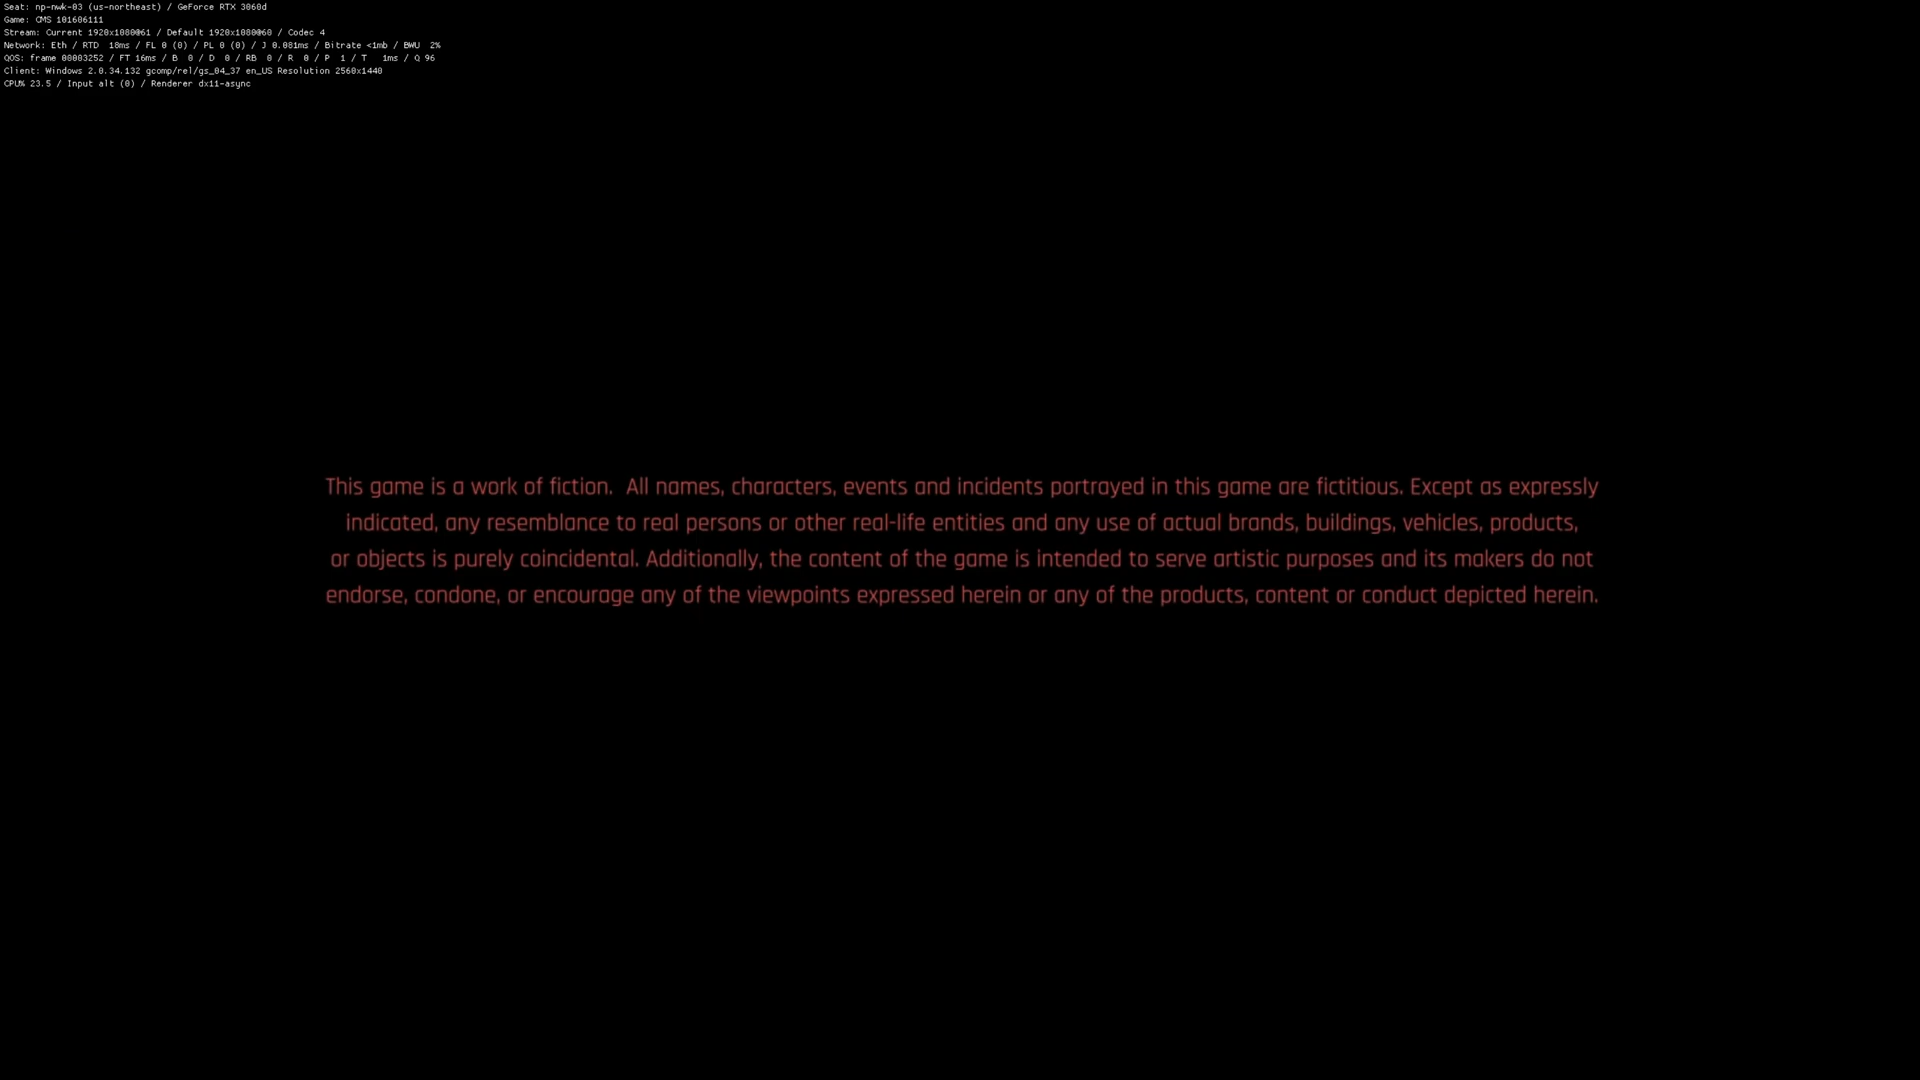 Seat: np-nwk-03 (us-northeast) / GeForce RTX 3060d
Game: CMS 101606111
Stream: Current 1920x1080@61 / Default 1920x1080@60 / Codec 4
Network: Eth / RTD 18ms / FL 0 (0) / PL 0 (0) / J 0.081ms / Bitrate <1mb / BWU 2%
QOS: frame 00003252 / FT 16ms / B 0 / D 0 / RB 0 / R 0 / P 1 / T 1ms / Q 96
Client: Windows 2.0.34.132 gcomp/rel/gs_04_37 en_US Resolution 2560x1440
CPU% 23.5 / Input alt (0) / Renderer dx11-async
This game is a work of fiction. All names, characters, events and incidents portrayed in this game are fictitious. Except as expressly
indicated, any resemblance to real persons or other real-life entities and any use of actual brands, buildings, vehicles, products,
or objects is purely coincidental. Additionally, the content of the game is intended to serve artistic purposes and its makers do not
endorse, condone, or encourage any of the viewpoints expressed herein or any of the products, content or conduct depicted herein.